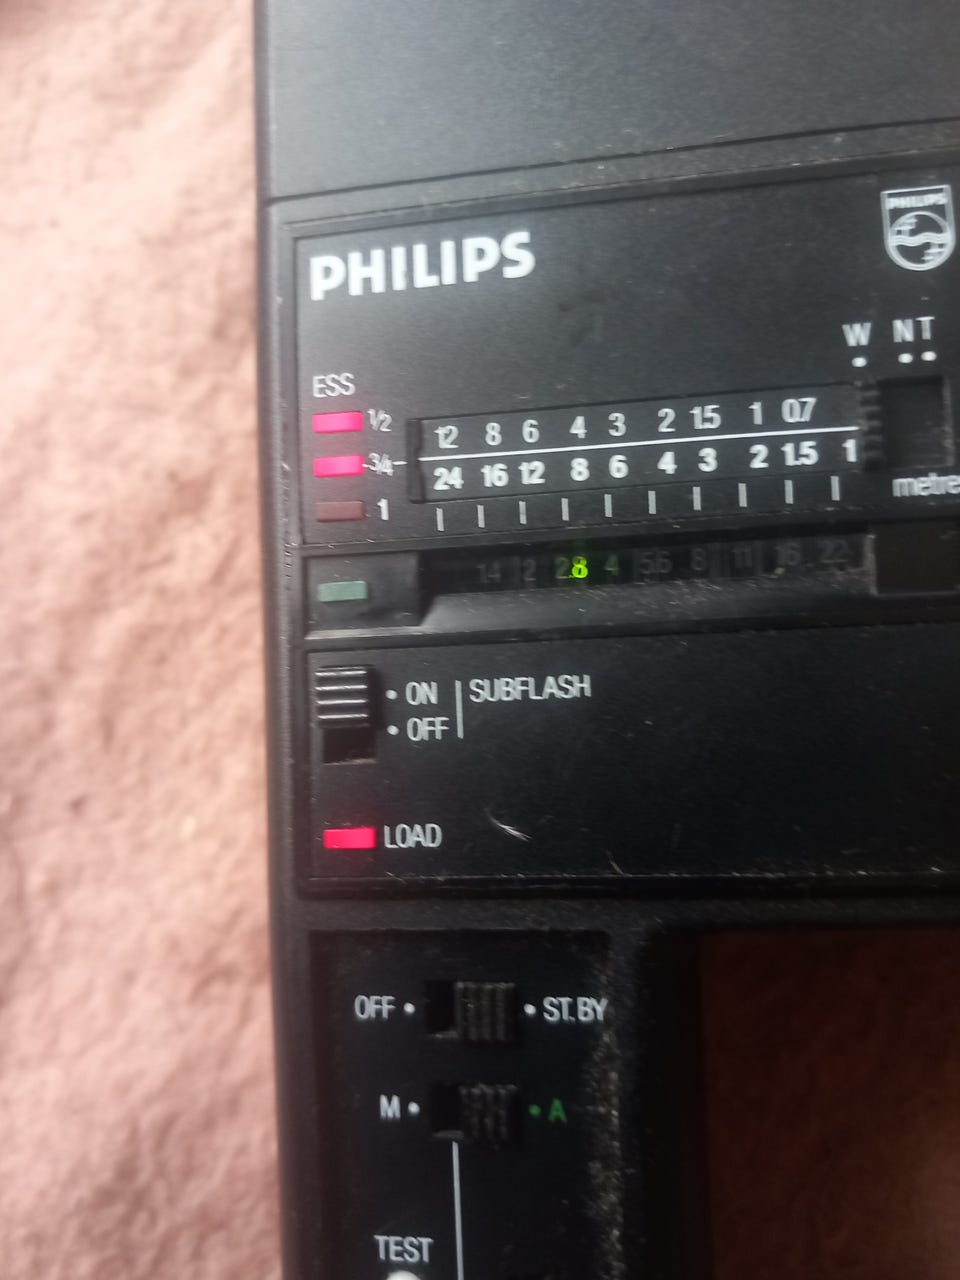 PHILIPS
PHILIPS
W N T
ESS
1/2
3/4
1
12 8 6 4 3 2 1.5 1 0.7
24 16 12 8 6 4 3 2 1.5 1
metre
1.4 2 2.8 4 5.6 8 11 16 22
ON
OFF
SUBFLASH
LOAD
OFF ST.BY
M A
TEST